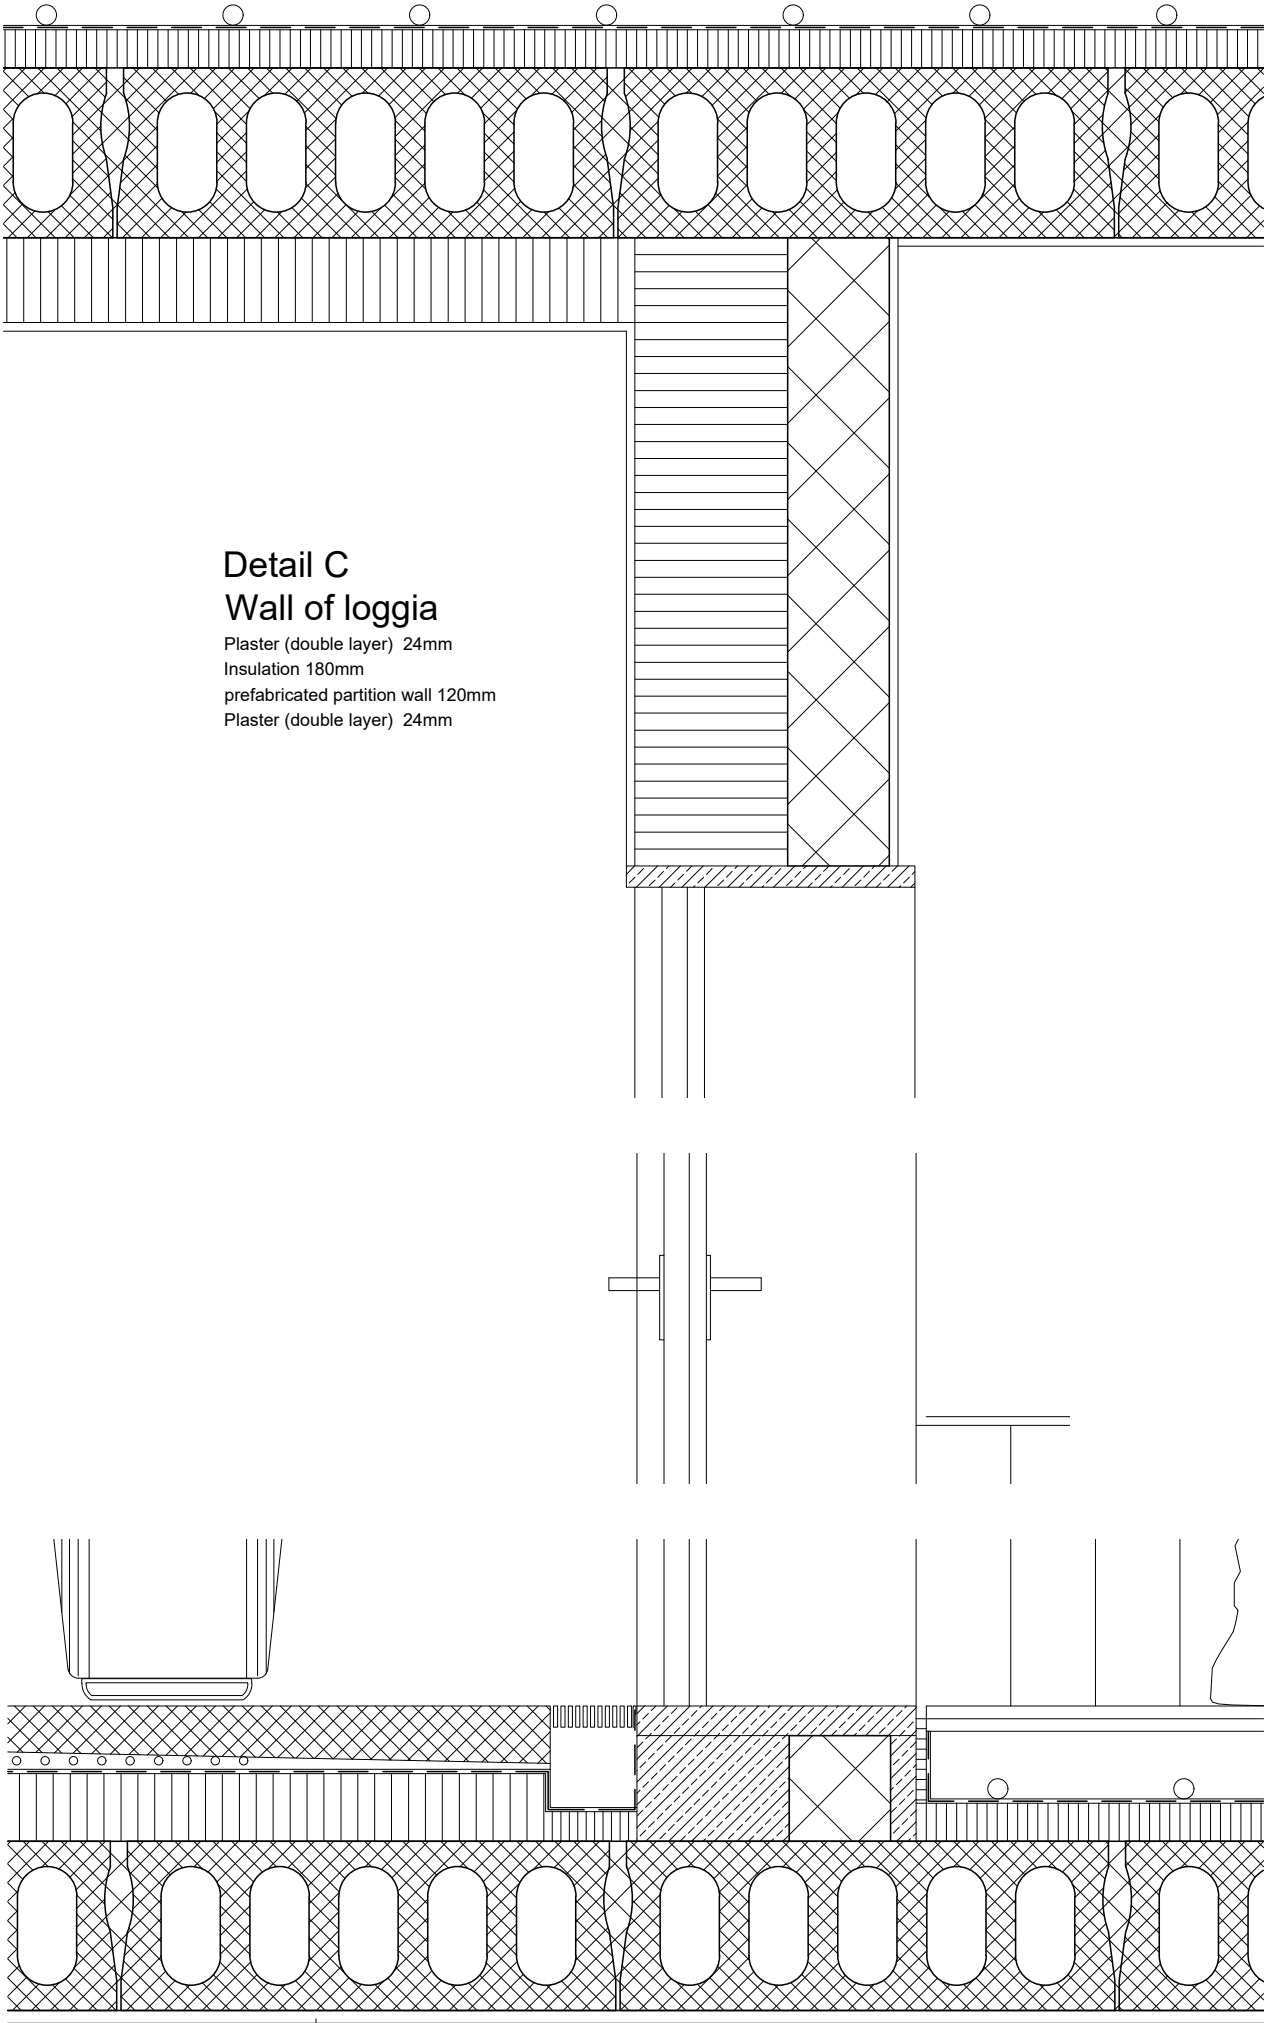 Detail C
Wall of loggia
Plaster (double layer)  24mm
Insulation 180mm
prefabricated partition wall 120mm
Plaster (double layer)  24mm